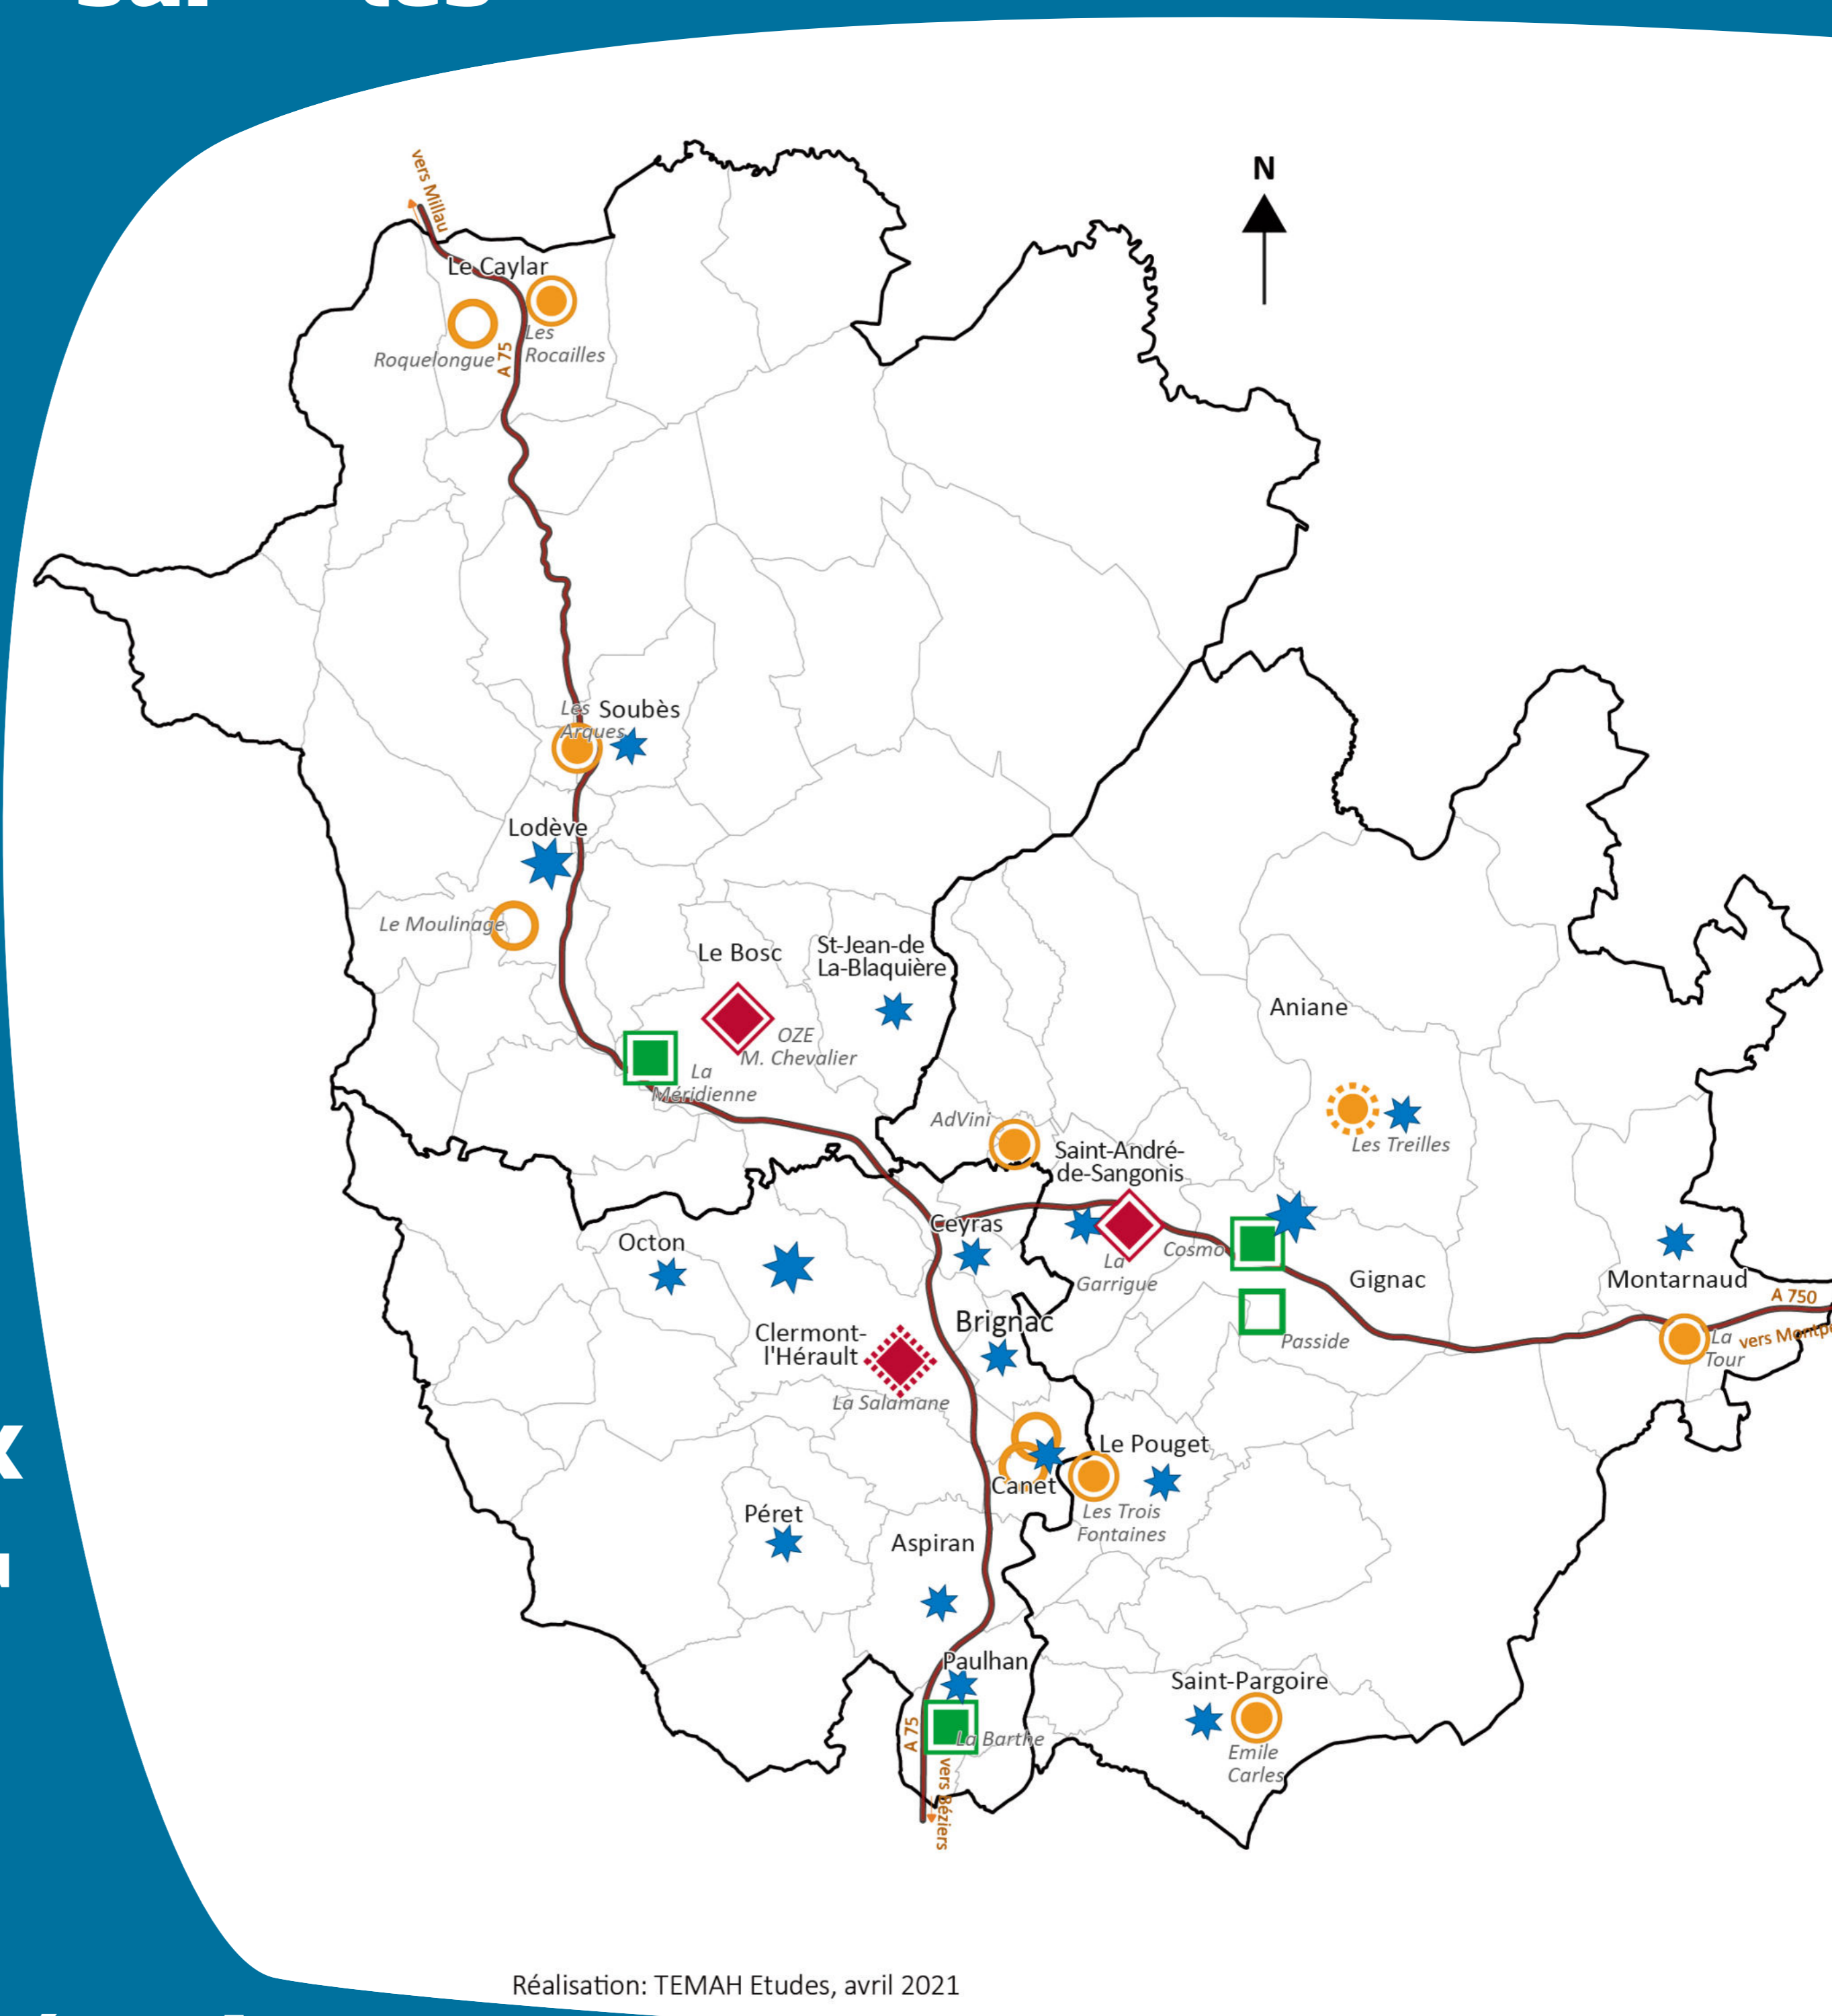 vers Millau
N
Le Caylar
Roquelongue
A 75
Les
Rocailles
Les
Arques
Soubès
Lodève
Le Moulinage
Le Bosc
St-Jean-de
La-Blaquière
OZE
M. Chevalier
La
Méridienne
Aniane
AdVini
Les Treilles
Saint-André-
de-Sangonis
Ceyras
La
Garrigue
Cosmo
Octon
Gignac
Montarnaud
A 750
Passide
La
Tour
vers
Clermont-
l'Hérault
La Salamane
Brignac
Canet
Le Pouget
Les Trois
Fontaines
Péret
Aspiran
Paulhan
A 75
La Barthe
vers Béziers
Saint-Pargoire
Emile
Carles
Réalisation: TEMAH Etudes, avril 2021